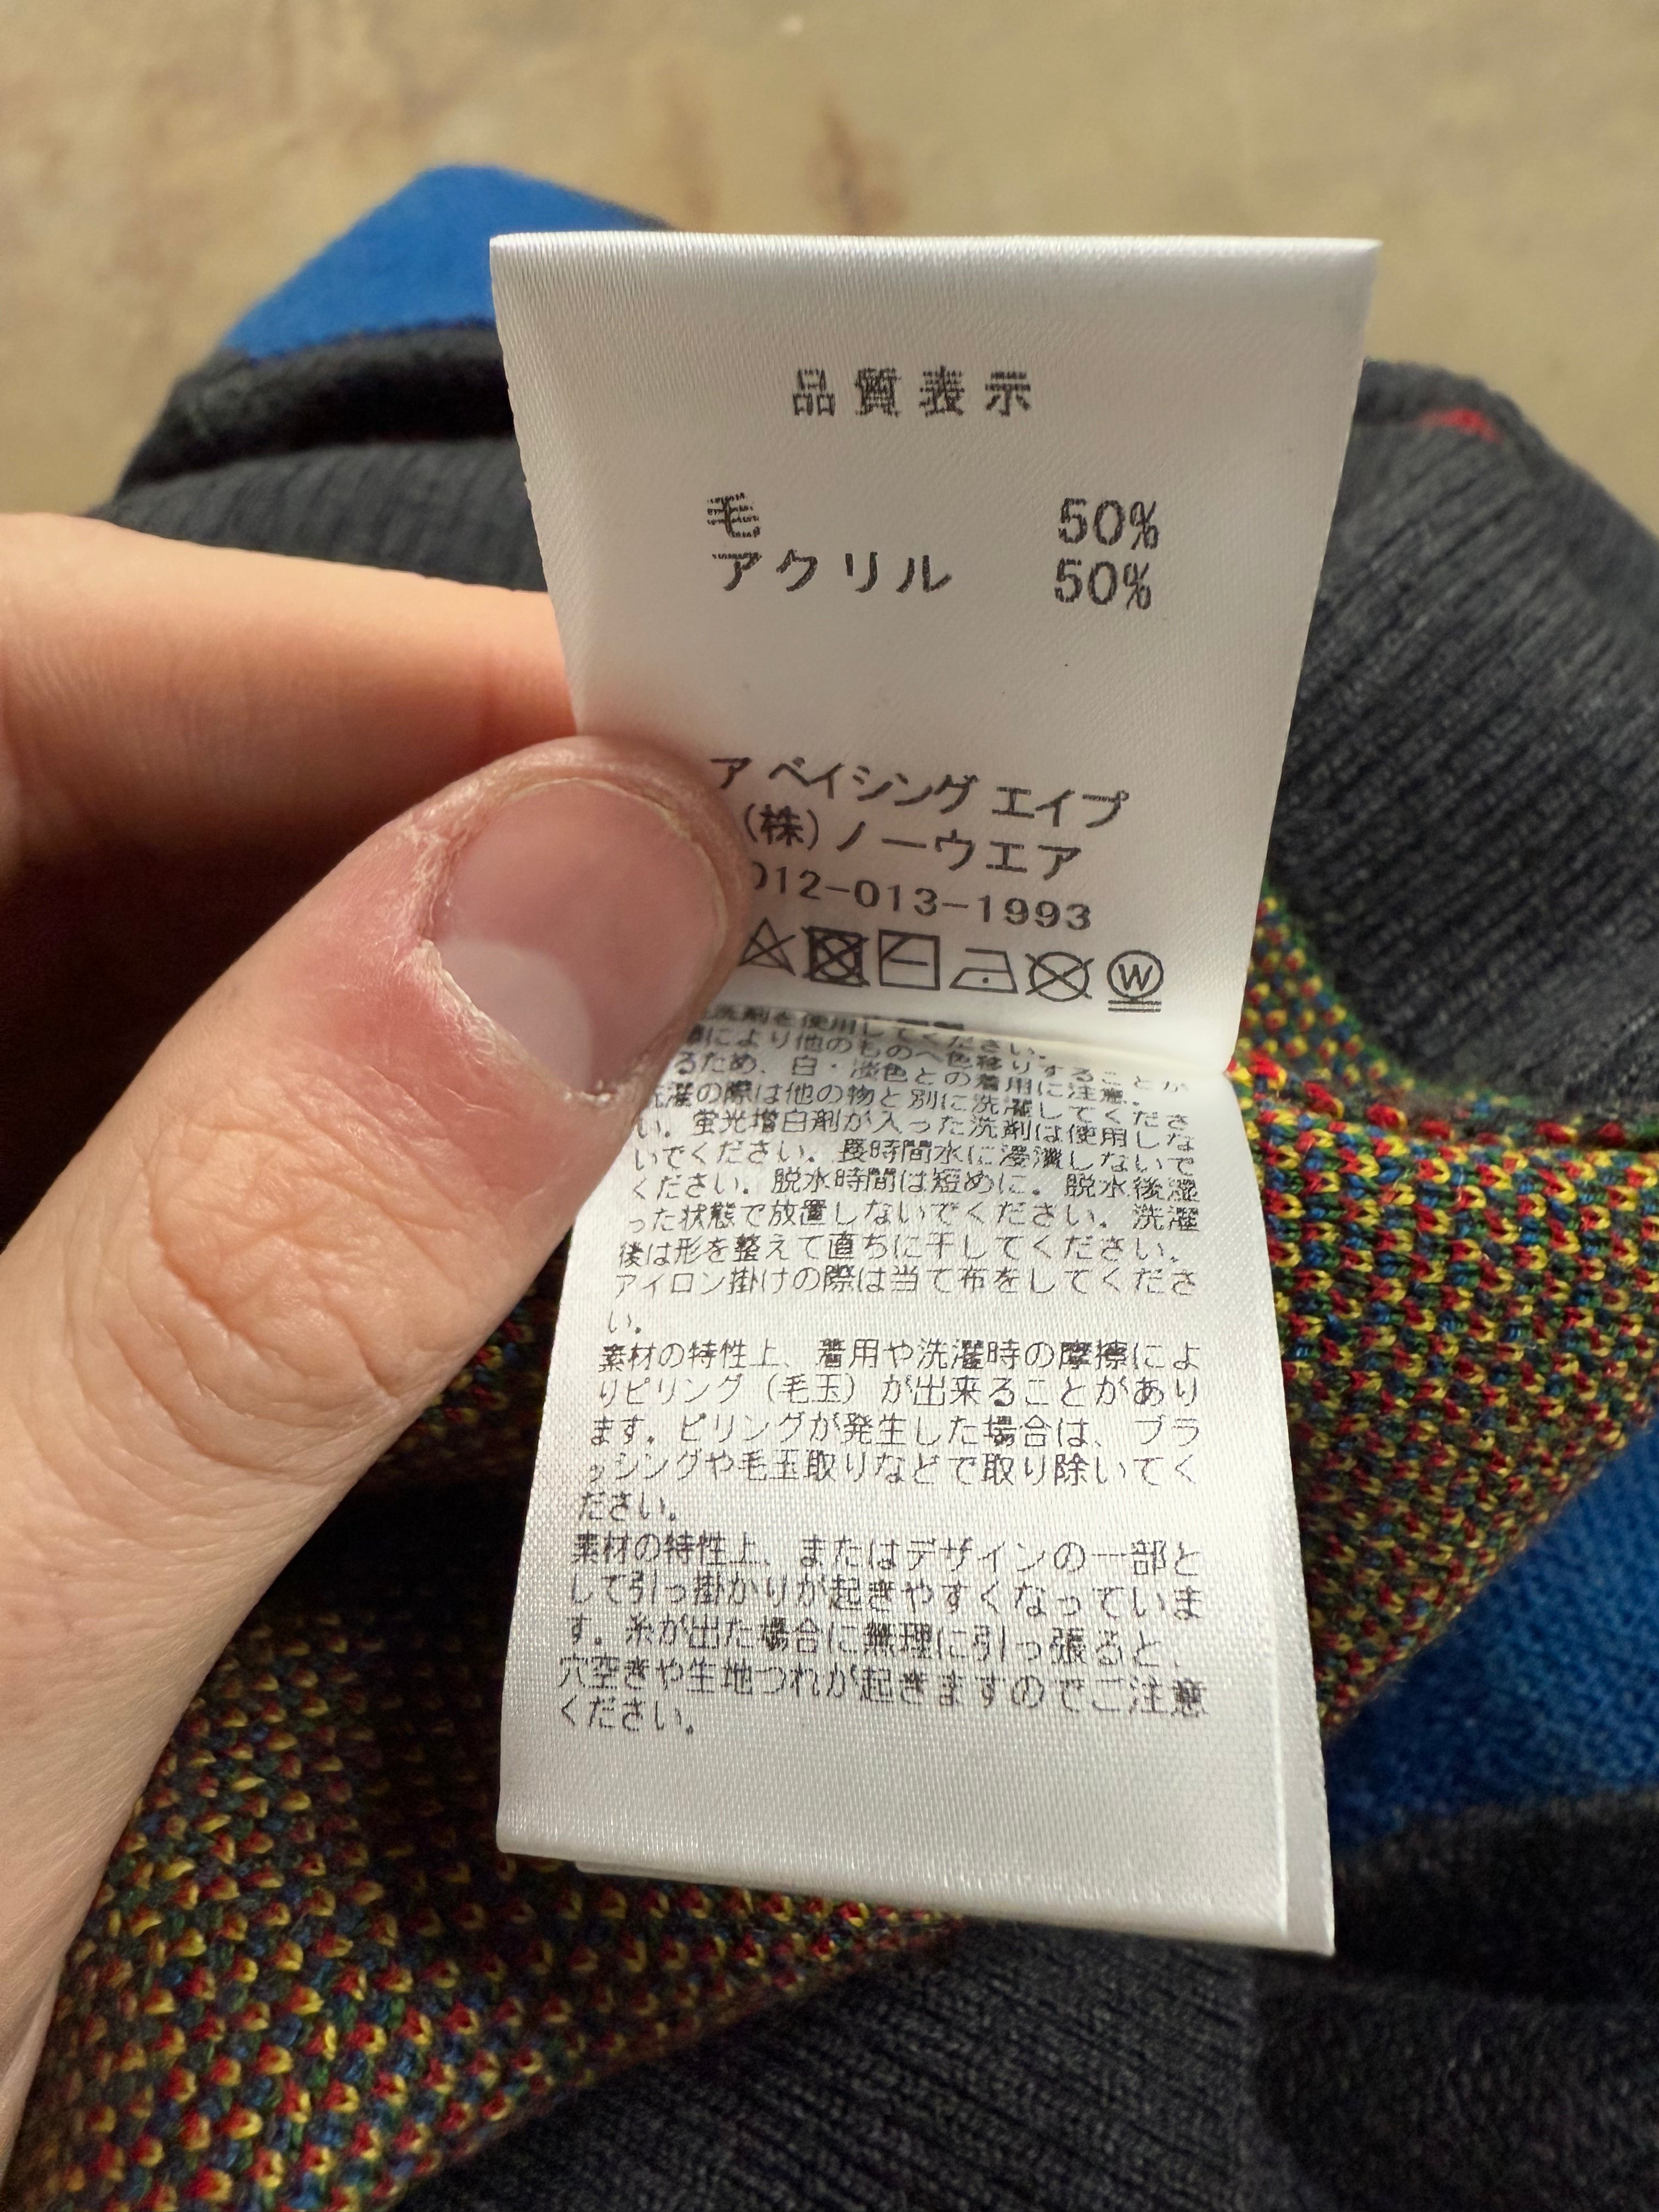 品質表示
毛 50%
アクリル 50%
ア ベイシング エイプ
(株)ノーウエア
012-013-1993
W
洗剤を使用してください。
により他のものへ色移りすることが
るため、白・淡色との着用に注意。
洗濯の際は他の物と別に洗濯してくださ
い。蛍光増白剤が入った洗剤は使用しな
いでください。長時間水に浸漬しないで
ください。脱水時間は短めに。脱水後湿
った状態で放置しないでください。洗濯
後は形を整えて直ちに干してください。
アイロン掛けの際は当て布をしてくださ
い。
素材の特性上、着用や洗濯時の摩擦によ
りピリング（毛玉）が出来ることがあり
ます。ピリングが発生した場合は、ブラ
ッシングや毛玉取りなどで取り除いてく
ださい。
素材の特性上、またはデザインの一部と
して引っ掛かりが起きやすくなっていま
す。糸が出た場合に無理に引っ張ると、
穴空きや生地つれが起きますのでご注意
ください。